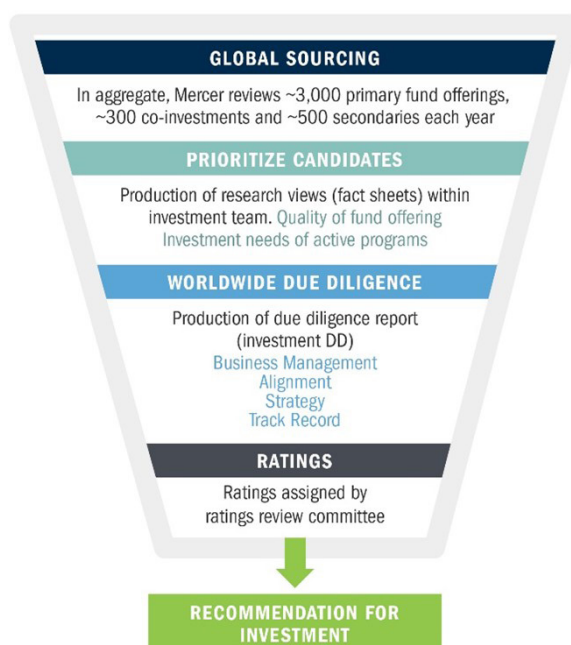 GLOBAL SOURCING
In aggregate, Mercer reviews ~3,000 primary fund offerings,
~300 co-investments and ~500 secondaries each year
PRIORITIZE CANDIDATES
Production of research views (fact sheets) within
investment team. Quality of fund offering
Investment needs of active programs
WORLDWIDE DUE DILIGENCE
Production of due diligence report
(investment DD)
Business Management
Alignment
Strategy
Track Record
RATINGS
Ratings assigned by
ratings review committee
RECOMMENDATION FOR
INVESTMENT